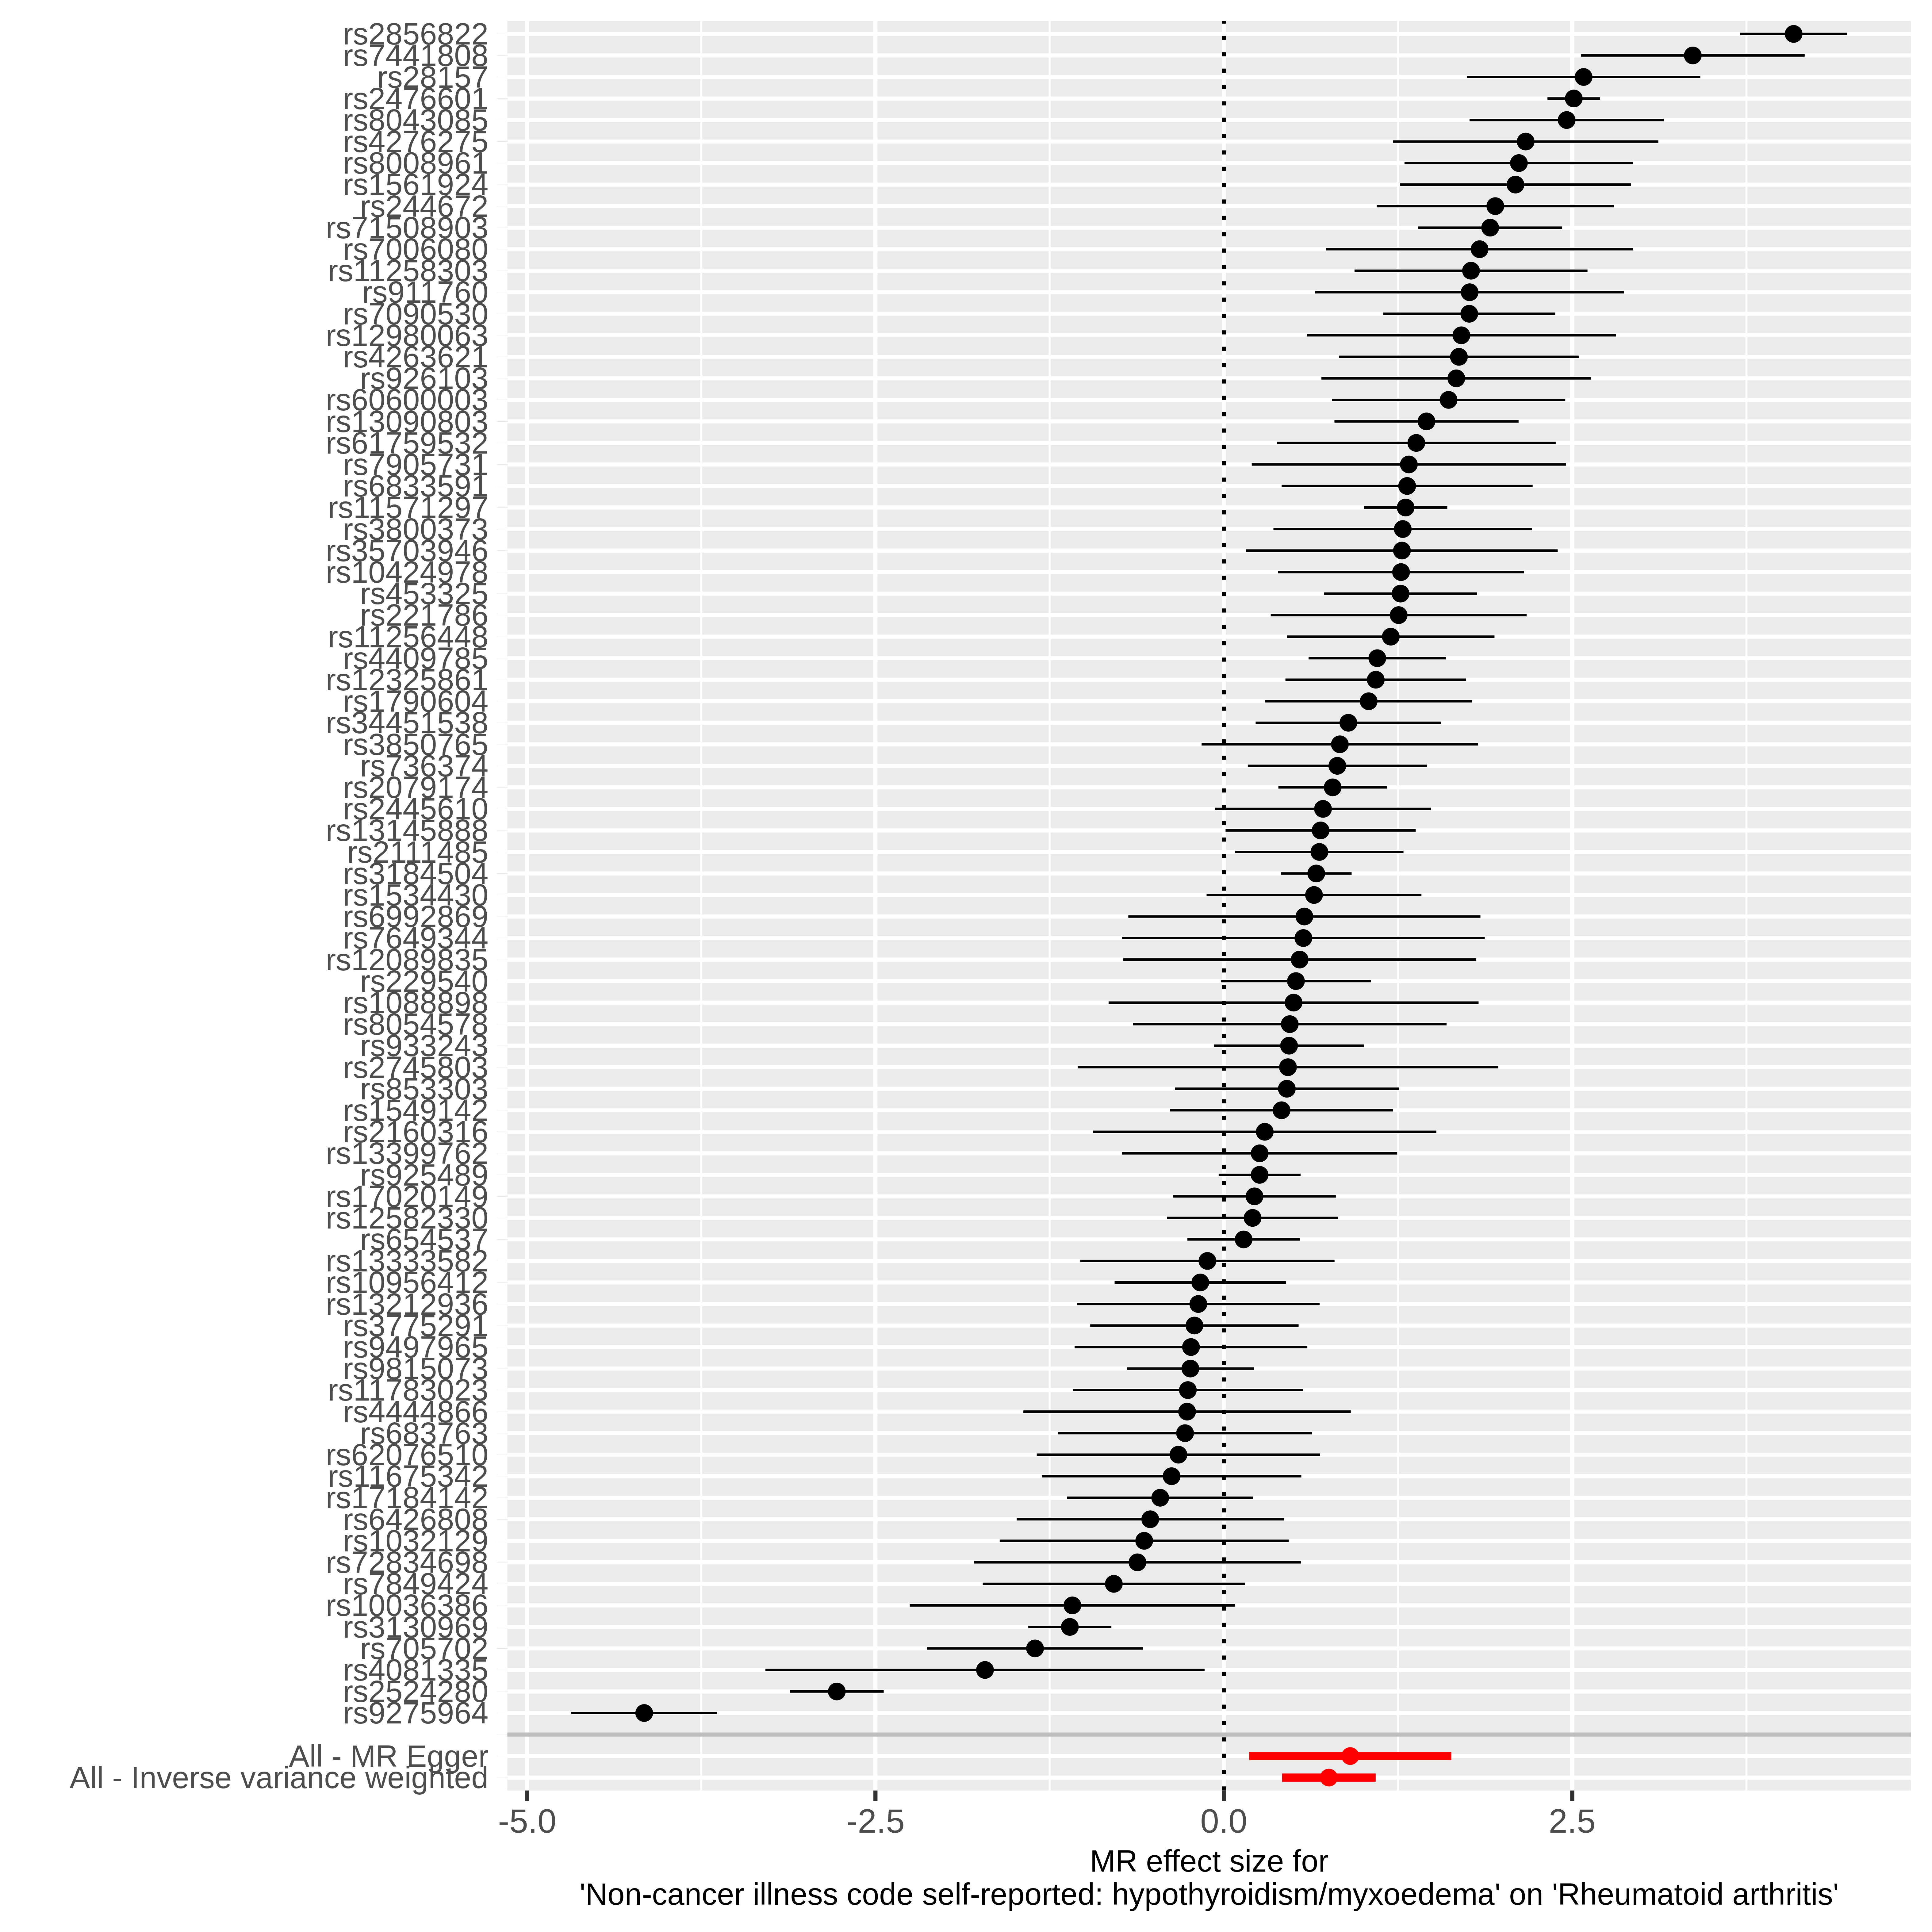 rs2856822
rs7441808
rs28157
rs2476601
rs8043085
rs4276275
rs8008961
rs1561924
rs244672
rs71508903
rs7006080
rs11258303
rs911760
rs7090530
rs12980063
rs4263621
rs926103
rs60600003
rs13090803
rs61759532
rs7905731
rs6833591
rs11571297
rs3800373
rs35703946
rs10424978
rs453325
rs221786
rs11256448
rs4409785
rs12325861
rs1790604
rs34451538
rs3850765
rs736374
rs2079174
rs2445610
rs13145888
rs2111485
rs3184504
rs1534430
rs6992869
rs7649344
rs12089835
rs229540
rs1088898
rs8054578
rs933243
rs2745803
rs853303
rs1549142
rs2160316
rs13399762
rs925489
rs17020149
rs12582330
rs654537
rs13333582
rs10956412
rs13212936
rs3775291
rs9497965
rs9815073
rs11783023
rs4444866
rs683763
rs62076510
rs11675342
rs17184142
rs6426808
rs1032129
rs72834698
rs7849424
rs10036386
rs3130969
rs705702
rs4081335
rs2524280
rs9275964
All - MR Egger
All - Inverse variance weighted
-5.0 -2.5 0.0 2.5
MR effect size for
'Non-cancer illness code self-reported: hypothyroidism/myxoedema' on 'Rheumatoid arthritis'